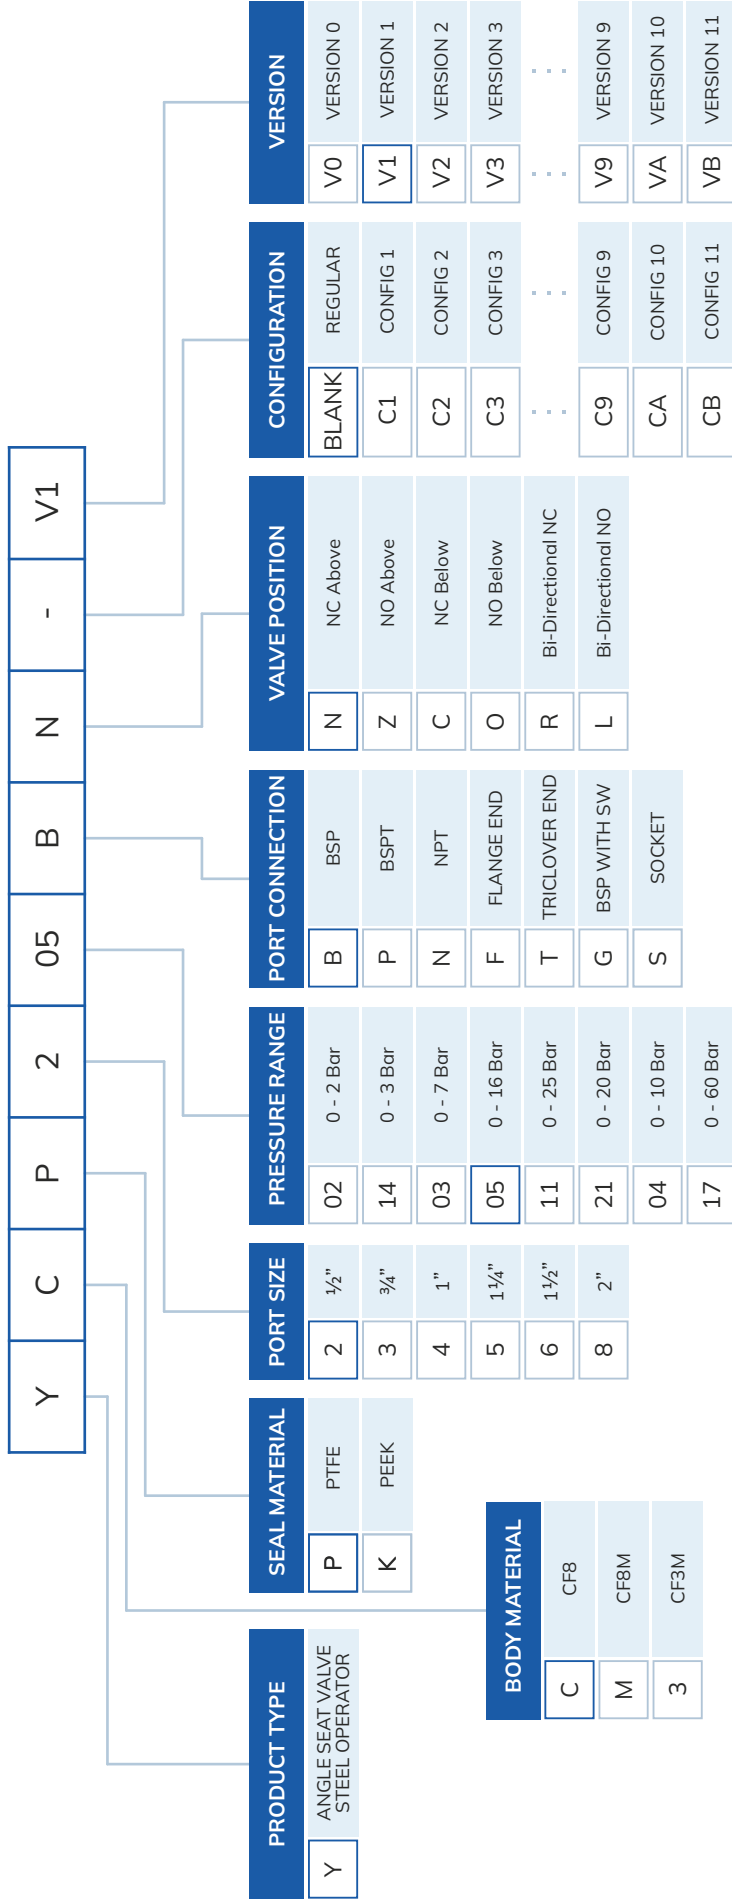 Y C P 2 05 B N - V1
PRODUCT TYPE
Y ANGLE SEAT VALVE
STEEL OPERATOR
BODY MATERIAL
C CF8
M CF8M
3 CF3M
SEAL MATERIAL
P PTFE
K PEEK
PORT SIZE
2 ½”
3 ¾”
4 1”
5 1¼”
6 1½”
8 2”
PRESSURE RANGE
02 0 - 2 Bar
14 0 - 3 Bar
03 0 - 7 Bar
05 0 - 16 Bar
11 0 - 25 Bar
21 0 - 20 Bar
04 0 - 10 Bar
17 0 - 60 Bar
PORT CONNECTION
B BSP
P BSPT
N NPT
F FLANGE END
T TRICLOVER END
G BSP WITH SW
S SOCKET
VALVE POSITION
N NC Above
Z NO Above
C NC Below
O NO Below
R Bi-Directional NC
L Bi-Directional NO
CONFIGURATION
BLANK REGULAR
C1 CONFIG 1
C2 CONFIG 2
C3 CONFIG 3
... ...
C9 CONFIG 9
CA CONFIG 10
CB CONFIG 11
VERSION
V0 VERSION 0
V1 VERSION 1
V2 VERSION 2
V3 VERSION 3
... ...
V9 VERSION 9
VA VERSION 10
VB VERSION 11